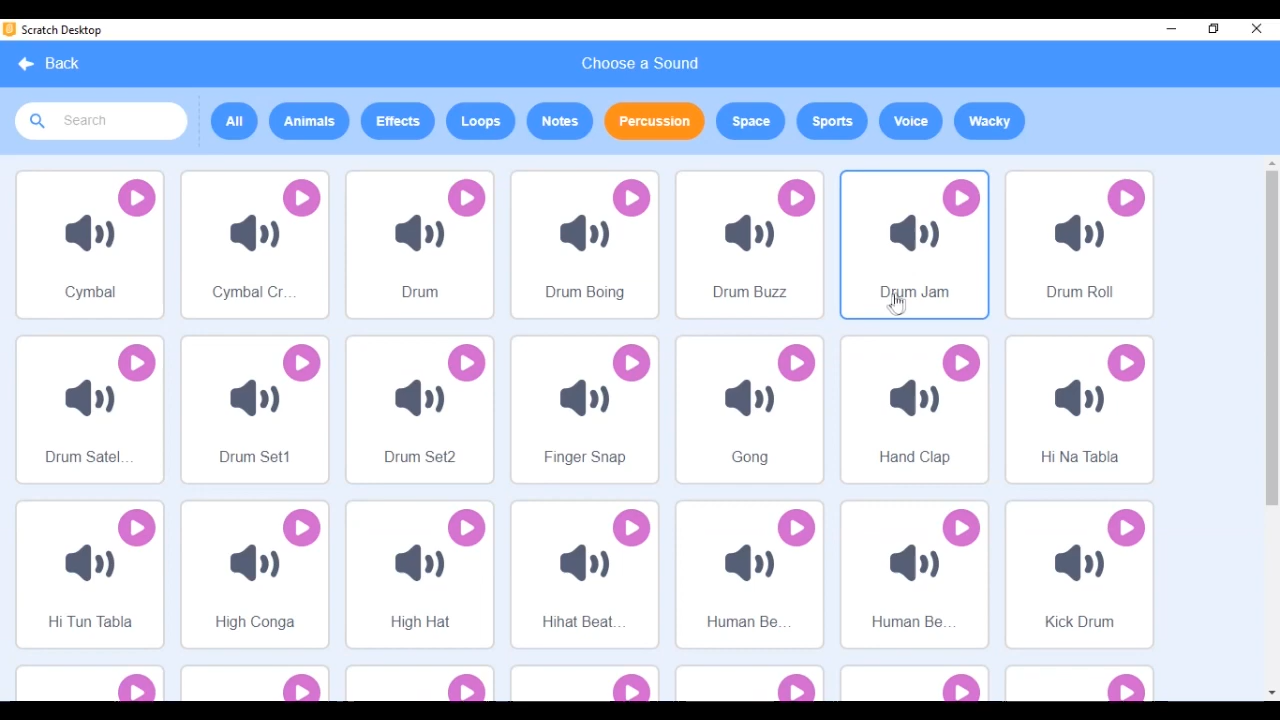 Scratch Desktop
Back
Choose a Sound
Search
All
Animals
Effects
Loops
Notes
Percussion
Space
Sports
Voice
Wacky
Cymbal
Cymbal Cr...
Drum
Drum Boing
Drum Buzz
Drum Jam
Drum Roll
Drum Satel...
Drum Set1
Drum Set2
Finger Snap
Gong
Hand Clap
Hi Na Tabla
Hi Tun Tabla
High Conga
High Hat
Hihat Beat...
Human Be...
Human Be...
Kick Drum